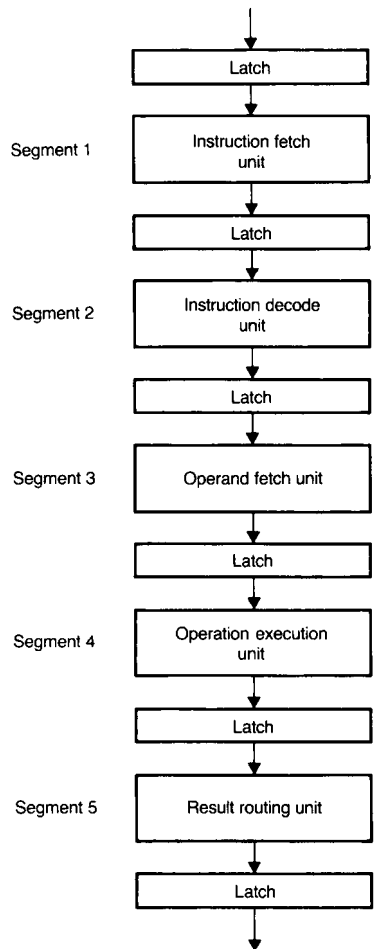 Latch
Segment 1
Instruction fetch
unit
Latch
Segment 2
Instruction decode
unit
Latch
Segment 3
Operand fetch unit
Latch
Segment 4
Operation execution
unit
Latch
Segment 5
Result routing unit
Latch